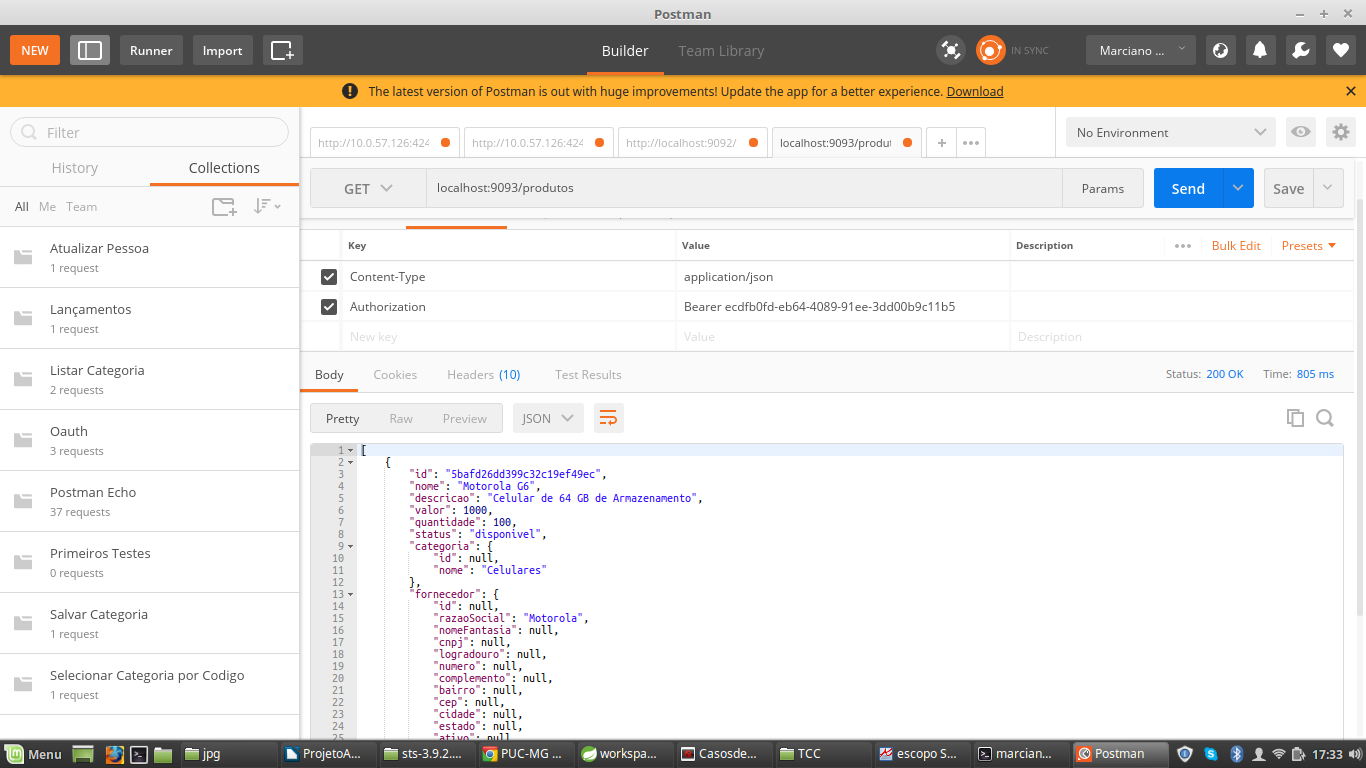 Postman
NEW Runner Import Builder Team Library IN SYNC Marciano ...
The latest version of Postman is out with huge improvements! Update the app for a better experience. Download
Filter
History Collections
All Me Team
Atualizar Pessoa
1 request
Lançamentos
1 request
Listar Categoria
2 requests
Oauth
3 requests
Postman Echo
37 requests
Primeiros Testes
0 requests
Salvar Categoria
1 request
Selecionar Categoria por Codigo
1 request
http://10.0.57.126:424 http://10.0.57.126:424 http://localhost:9092/ localhost:9093/produt + •••
No Environment
GET localhost:9093/produtos Params Send Save
Key Value Description ••• Bulk Edit Presets
Content-Type application/json
Authorization Bearer ecdfb0fd-eb64-4089-91ee-3dd00b9c11b5
New key Value Description
Body Cookies Headers (10) Test Results Status: 200 OK Time: 805 ms
Pretty Raw Preview JSON
1 [
2 {
3 "id": "5bafd26dd399c32c19ef49ec",
4 "nome": "Motorola G6",
5 "descricao": "Celular de 64 GB de Armazenamento",
6 "valor": 1000,
7 "quantidade": 100,
8 "status": "disponivel",
9 "categoria": {
10 "id": null,
11 "nome": "Celulares"
12 },
13 "fornecedor": {
14 "id": null,
15 "razaoSocial": "Motorola",
16 "nomeFantasia": null,
17 "cnpj": null,
18 "logradouro": null,
19 "numero": null,
20 "complemento": null,
21 "bairro": null,
22 "cep": null,
23 "cidade": null,
24 "estado": null,
25 "ativo": null
Menu jpg ProjetoA... sts-3.9.2.... PUC-MG ... workspa... Casosde... TCC escopo S... marcian... Postman 17:33